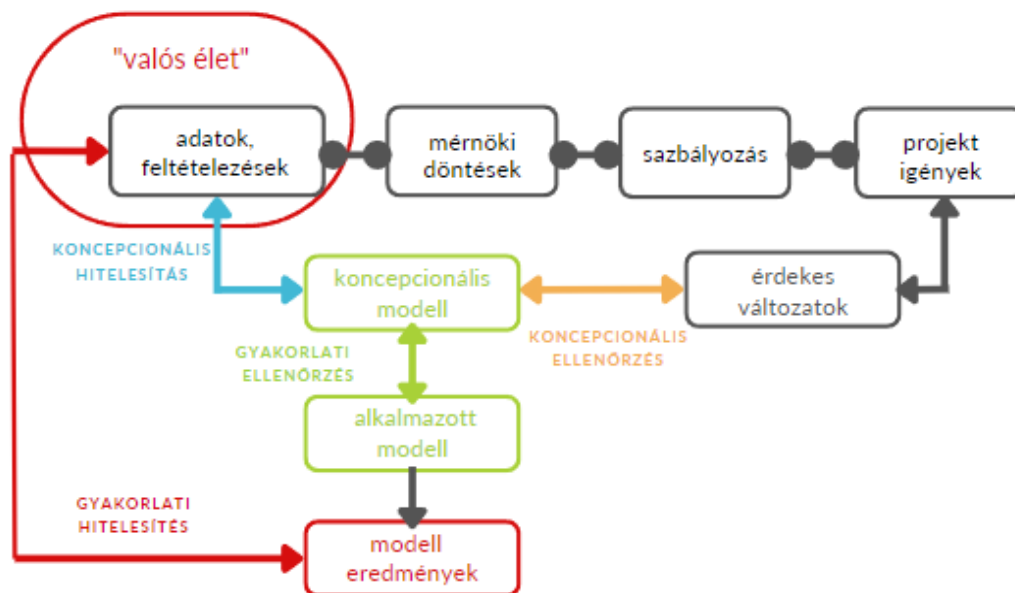 "valós élet"
adatok,
feltételezések
mérnöki
döntések
sazbályozás
projekt
igények
KONCEPCIONÁLIS
HITELESÍTÁS
koncepcionális
modell
érdekes
változatok
KONCEPCIONÁLIS
ELLENŐRZÉS
GYAKORLATI
ELLENŐRZÉS
alkalmazott
modell
GYAKORLATI
HITELESÍTÉS
modell
eredmények